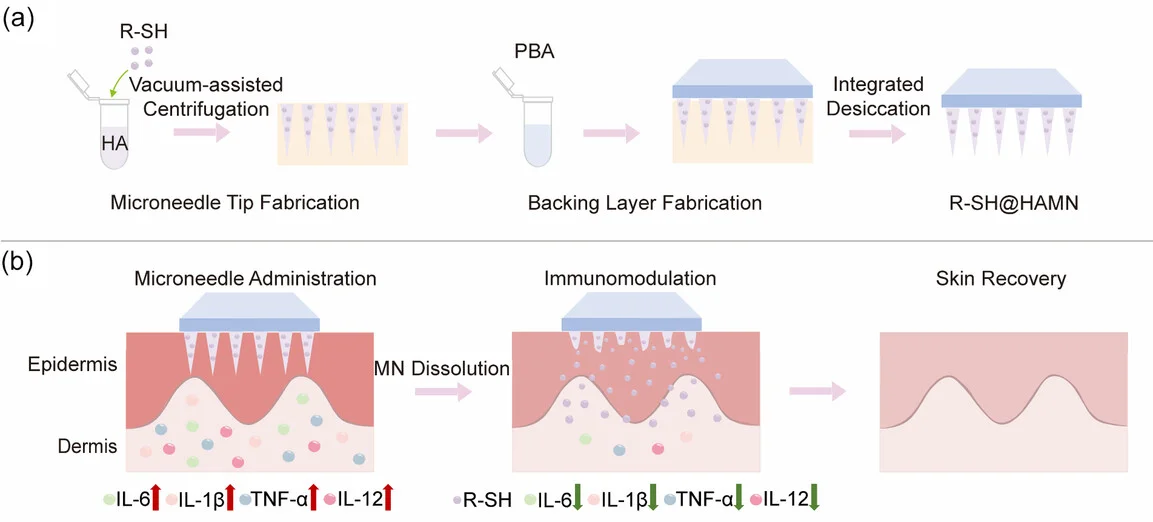 (a)
R-SH
HA
Vacuum-assisted
Centrifugation
PBA
Integrated
Desiccation
Microneedle Tip Fabrication
Backing Layer Fabrication
R-SH@HAMN
(b)
Microneedle Administration
Immunomodulation
Skin Recovery
Epidermis
MN Dissolution
Dermis
IL-6 IL-1β TNF-α IL-12
R-SH IL-6 IL-1β TNF-α IL-12